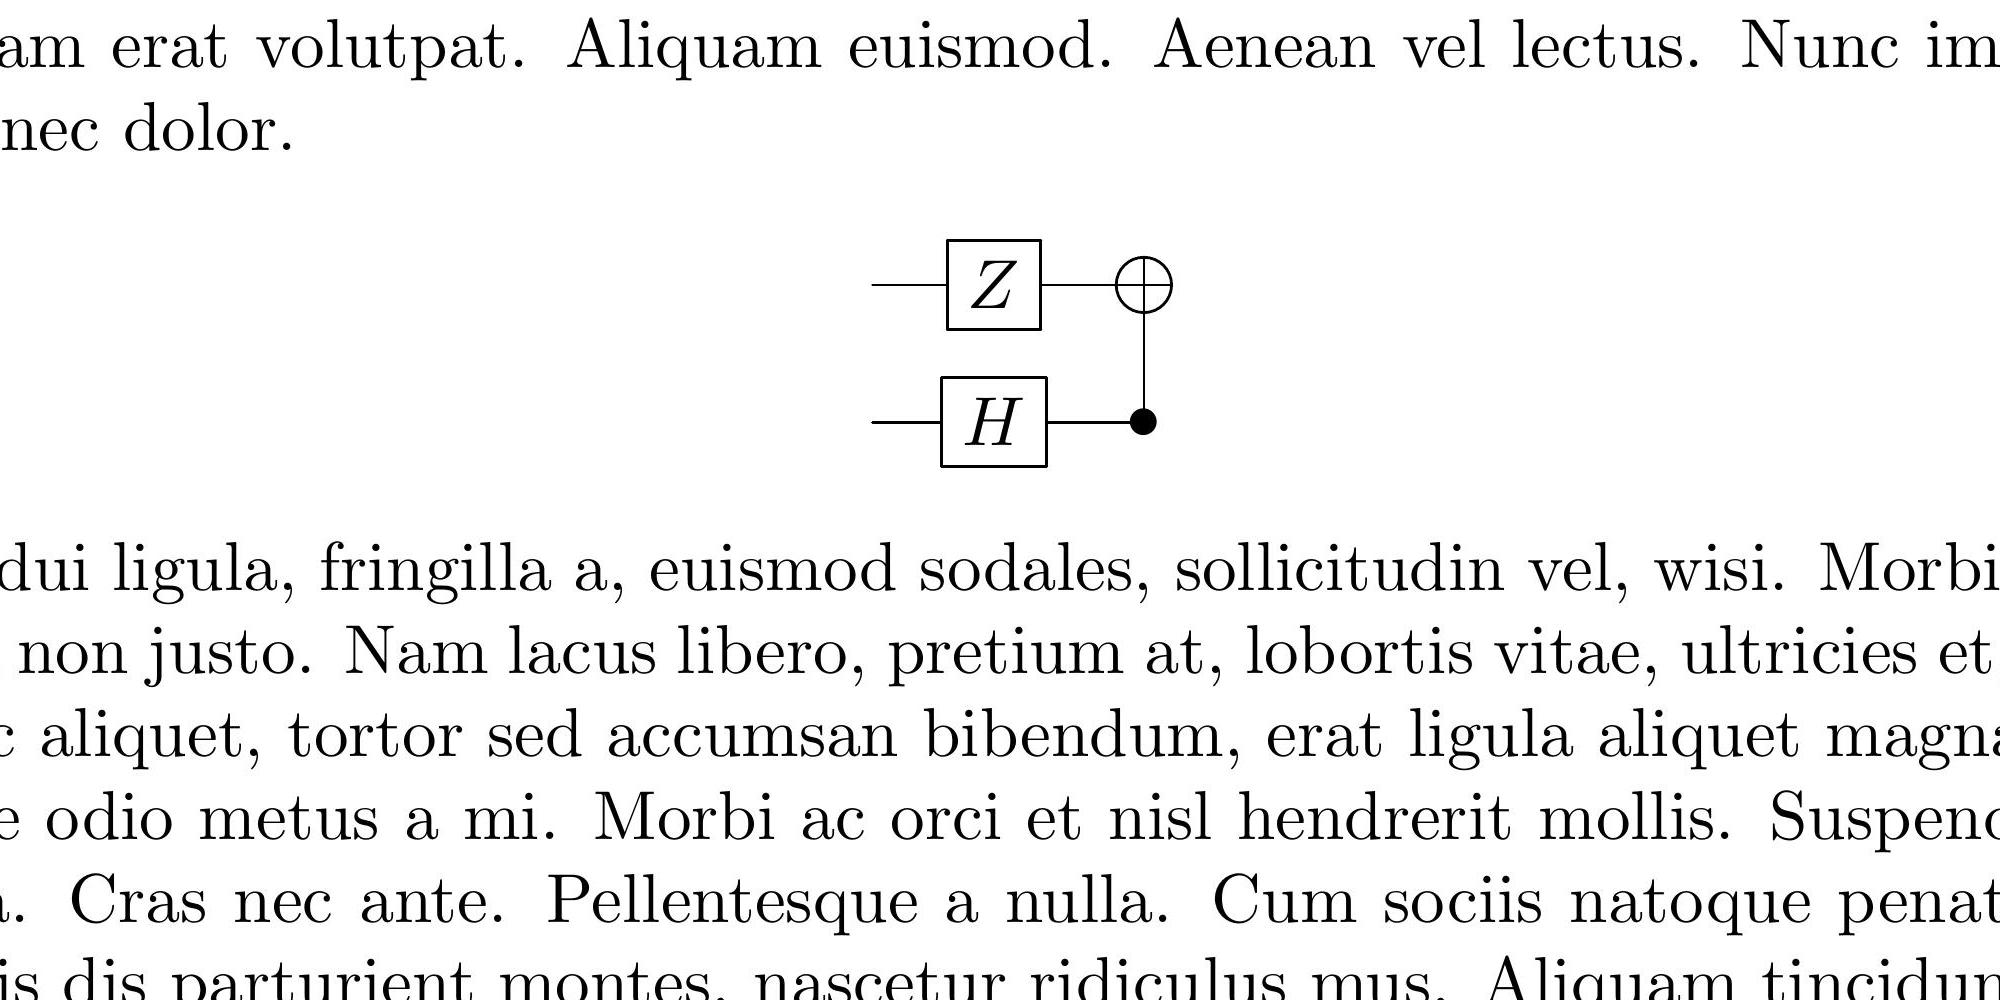 am erat volutpat. Aliquam euismod. Aenean vel lectus. Nunc im
nec dolor.
Z
H
dui ligula, fringilla a, euismod sodales, sollicitudin vel, wisi. Morbi
non justo. Nam lacus libero, pretium at, lobortis vitae, ultricies et
c aliquet, tortor sed accumsan bibendum, erat ligula aliquet magna
e odio metus a mi. Morbi ac orci et nisl hendrerit mollis. Suspend
a. Cras nec ante. Pellentesque a nulla. Cum sociis natoque penat
is dis parturient montes, nascetur ridiculus mus. Aliquam tincidun